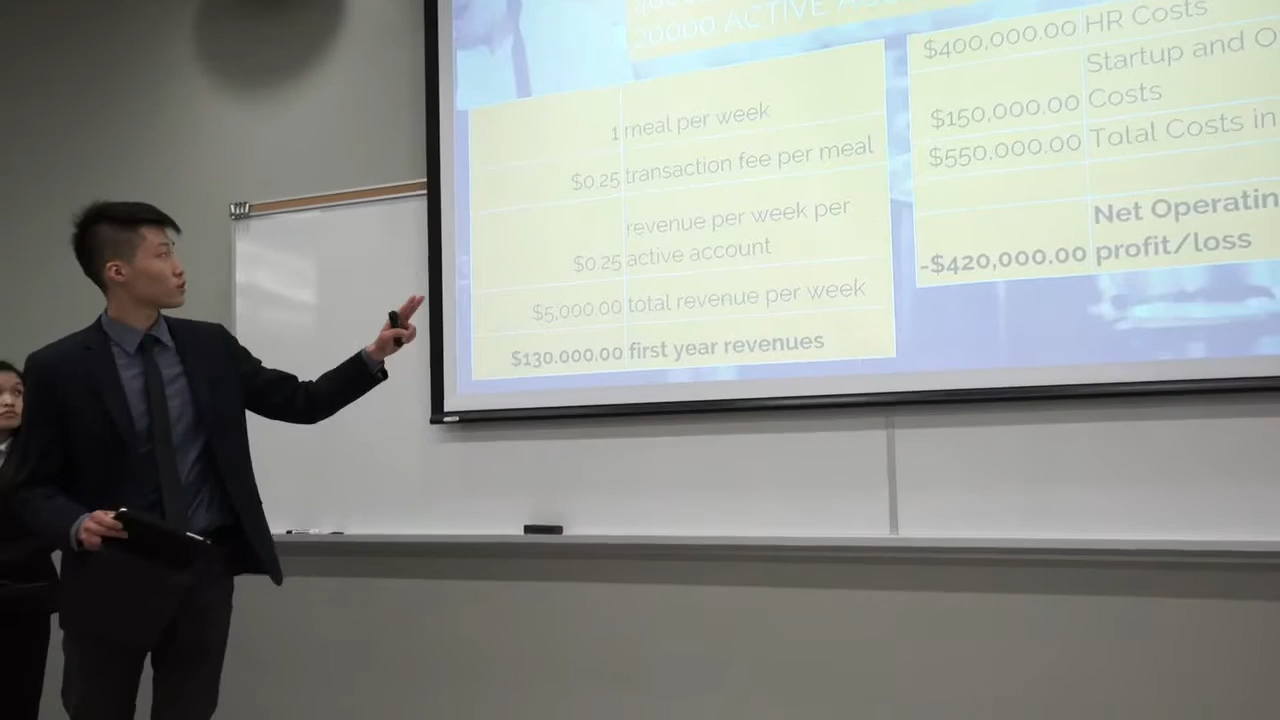 20000 ACTIVE
1 meal per week
$0.25 transaction fee per meal
revenue per week per
$0.25 active account
$5,000.00 total revenue per week
$130.000.00 first year revenues
$400,000.00 HR Costs
Startup and O
$150,000.00 Costs
$550,000.00 Total Costs in
Net Operatin
-$420,000.00 profit/loss